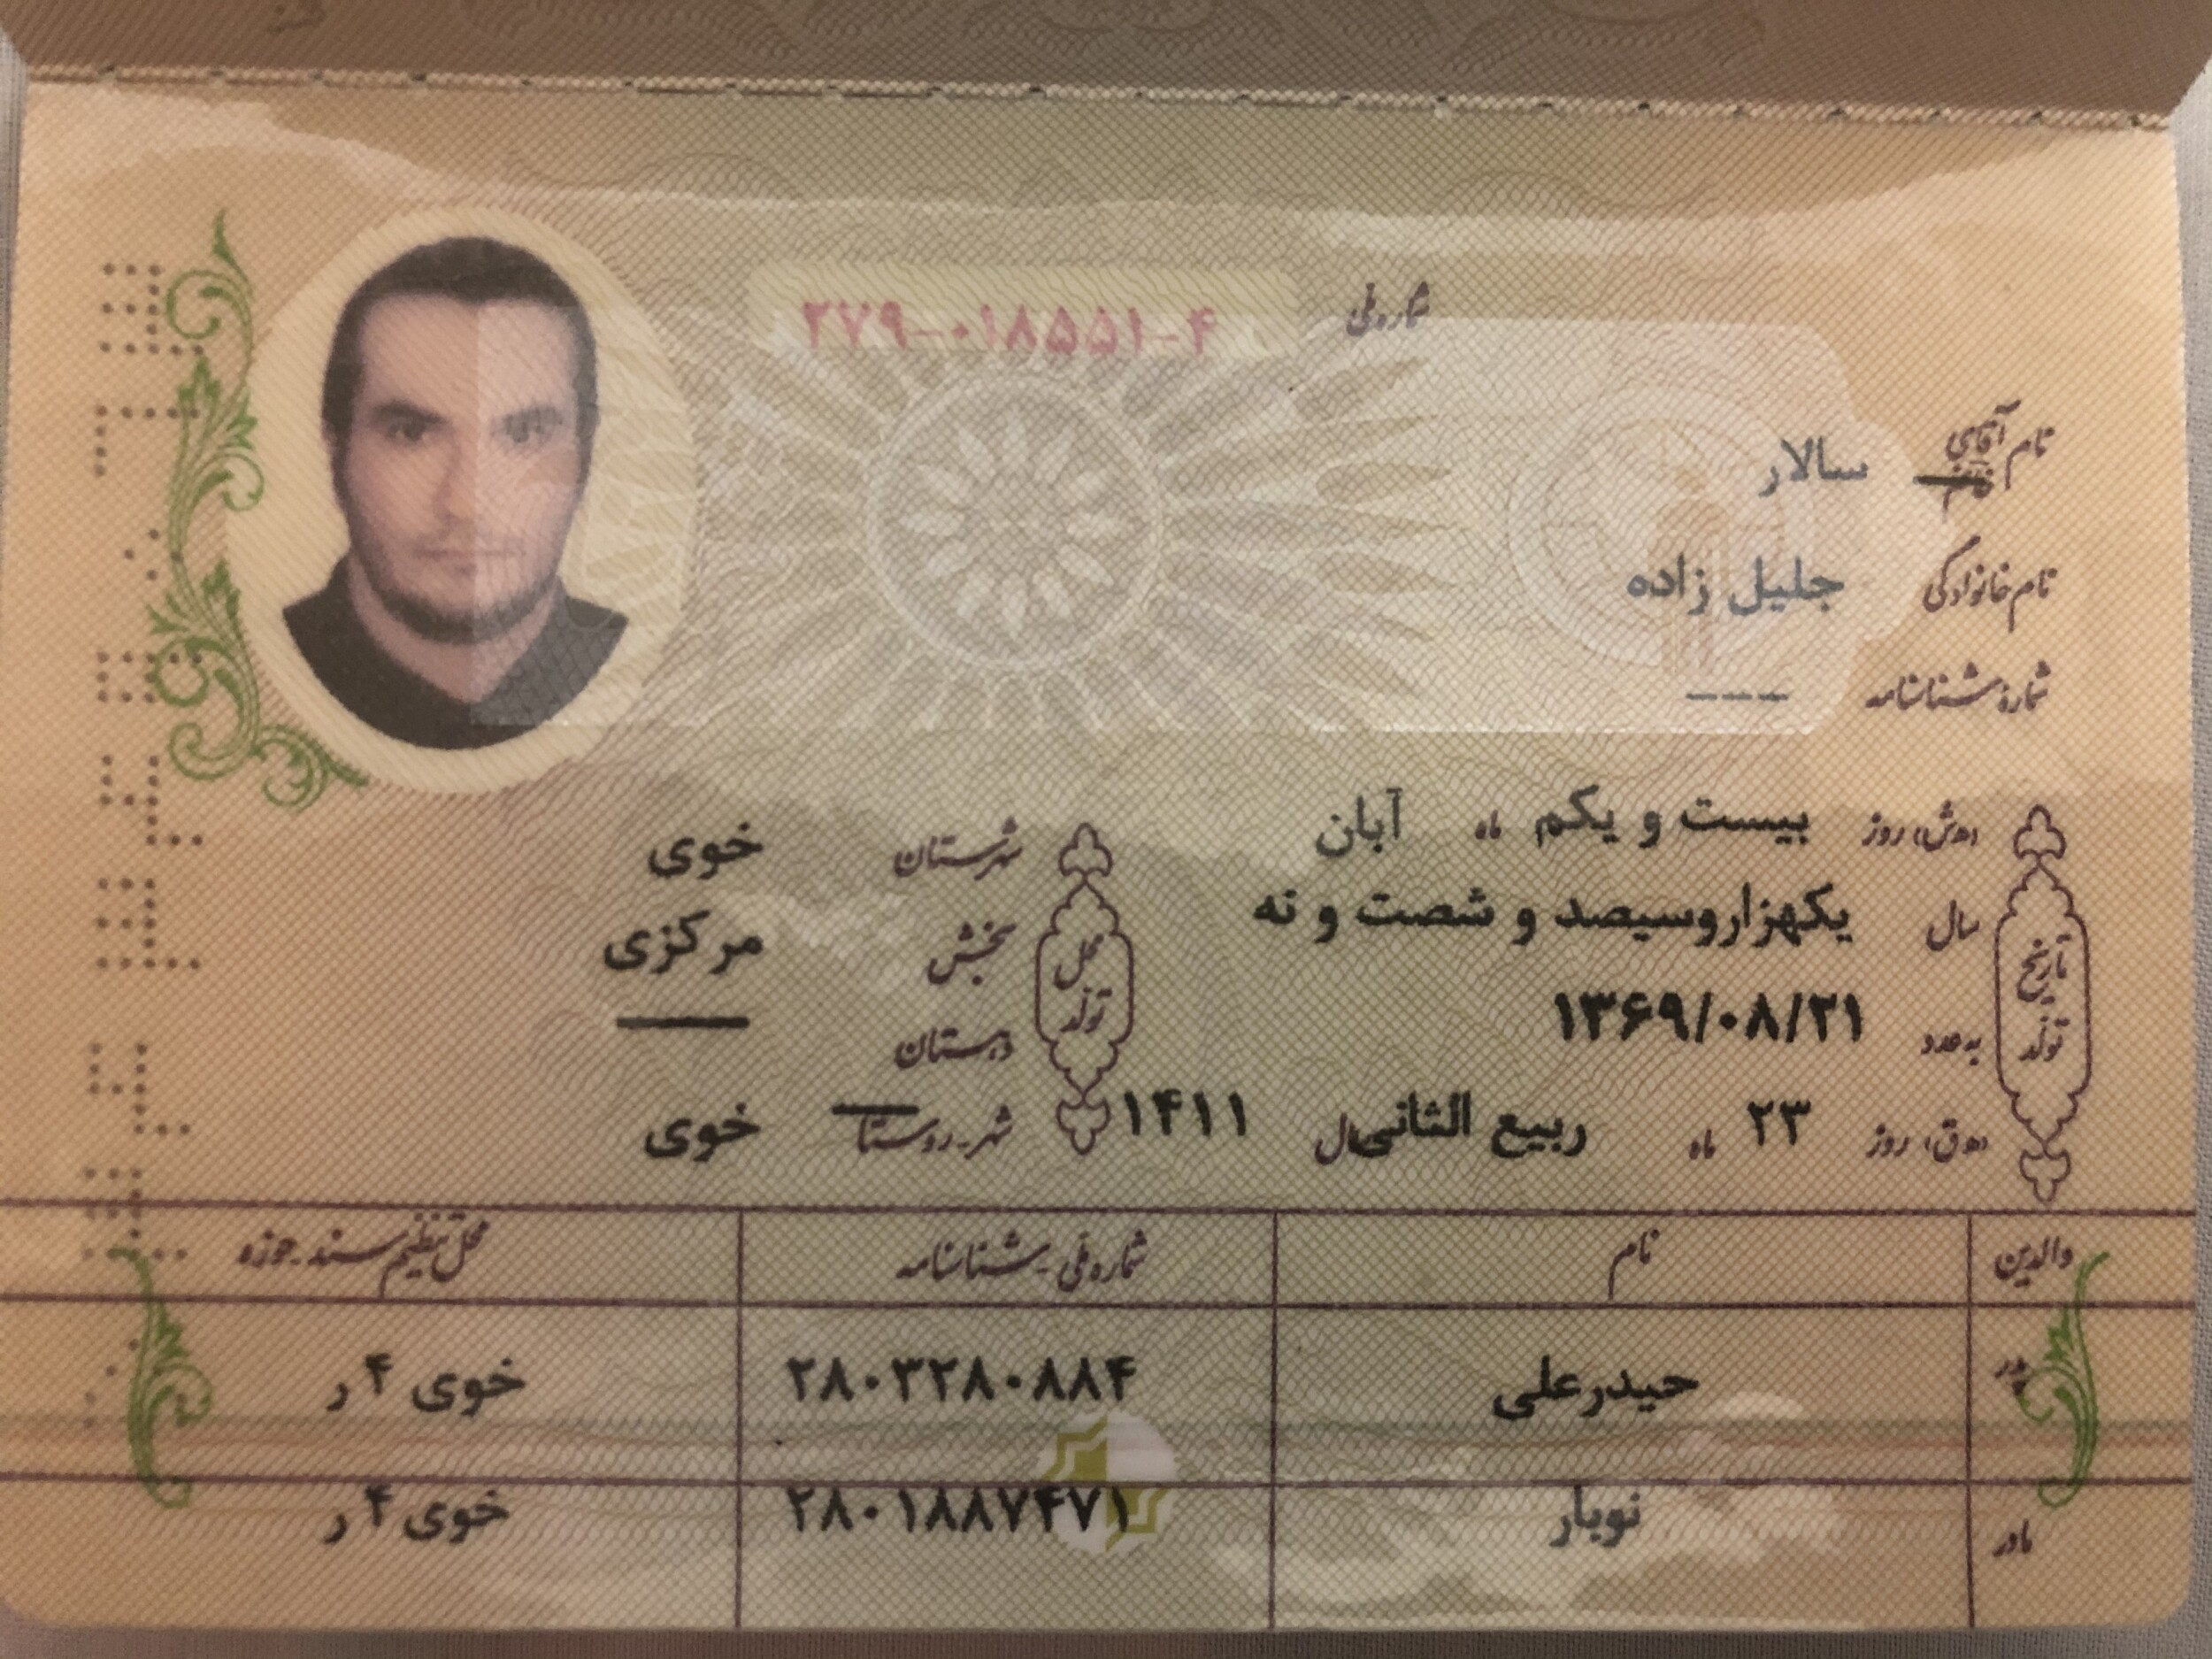 شماره ملی ۲۷۹-۰۱۸۵۵۱-۴
نام آقای خانم سالار
نام خانوادگی جلیل زاده
شماره شناسنامه ---
تاریخ تولد
(ه‍.ش) روز بیست و یکم ماه آبان
سال یکهزاروسیصد و شصت و نه
به عدد ۱۳۶۹/۰۸/۲۱
(ه‍.ق) روز ۲۳ ماه ربیع الثانی سال ۱۴۱۱
محل تولد
شهرستان خوی
بخش مرکزی
دهستان
شهر-روستا خوی
والدین نام شماره ملی-شناسنامه محل تنظیم سند-حوزه
پدر حیدرعلی ۲۸۰۳۲۸۰۸۸۴ خوی ۴ ر
مادر نوبار ۲۸۰۱۸۸۷۴۷۱ خوی ۴ ر